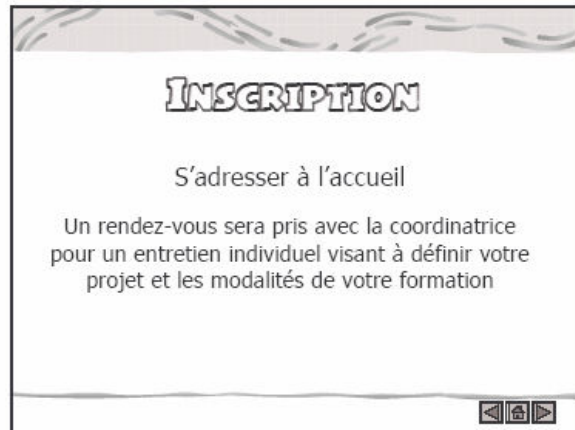 INSCRIPTION
S'adresser à l'accueil
Un rendez-vous sera pris avec la coordinatrice
pour un entretien individuel visant à définir votre
projet et les modalités de votre formation